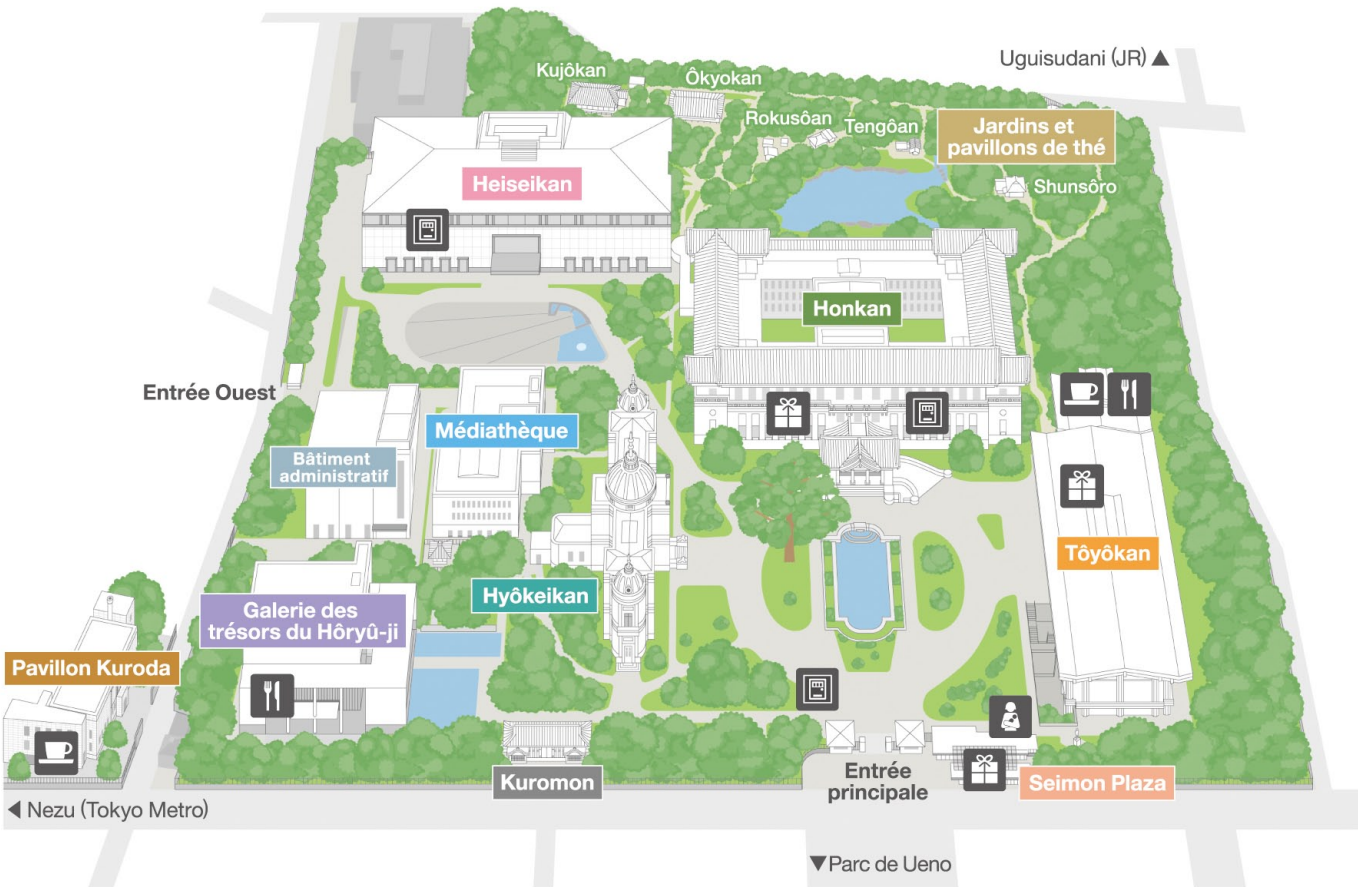 Uguisudani (JR) ▲
Kujôkan
Ôkyokan
Rokusôan
Tengôan
Jardins et
pavillons de thé
Shunsôro
Heiseikan
Honkan
Entrée Ouest
Médiathèque
Bâtiment
administratif
Tôyôkan
Hyôkeikan
Galerie des
trésors du Hôryû-ji
Pavillon Kuroda
Kuromon
Entrée
principale
Seimon Plaza
◀ Nezu (Tokyo Metro)
▼Parc de Ueno